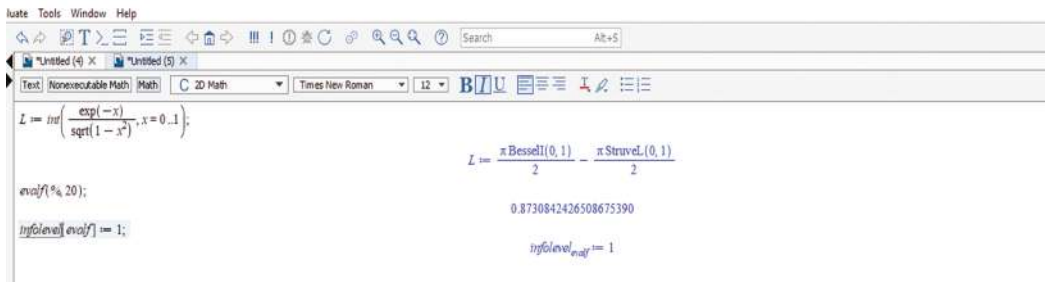 luate Tools Window Help
Search Alt+S
*Untitled (4) X *Untitled (5) X
Text Nonexecutable Math Math C 2D Math Times New Roman 12 B I U
L := int( exp(−x) / sqrt(1 − x^2), x = 0..1 );
L := π BesselI(0, 1) / 2 − π StruveL(0, 1) / 2
evalf(%, 20);
0.8730842426508675390
infolevel[evalf] := 1;
infolevel_evalf := 1